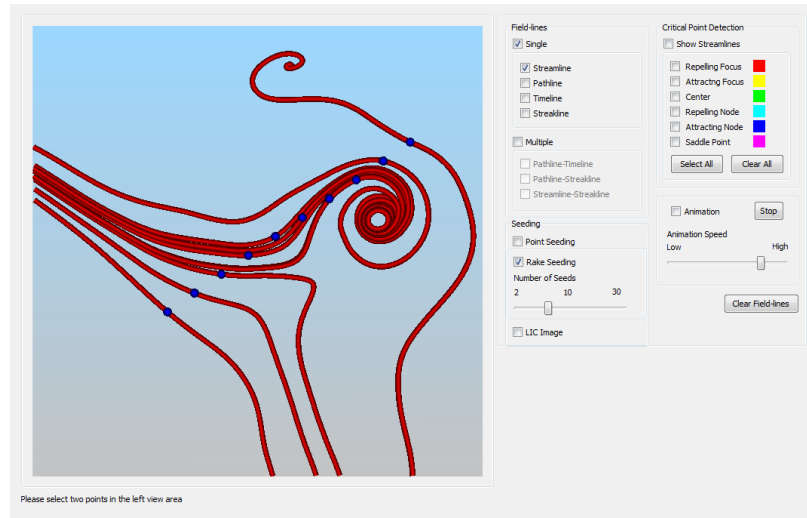 Field-lines
Single
Streamline
Pathline
Timeline
Streakline
Multiple
Pathline-Timeline
Pathline-Streakline
Streamline-Streakline
Seeding
Point Seeding
Rake Seeding
Number of Seeds
2 10 30
LIC Image
Critical Point Detection
Show Streamlines
Repelling Focus
Attractng Focus
Center
Repelling Node
Attracting Node
Saddle Point
Select All Clear All
Animation Stop
Animation Speed
Low High
Clear Field-lines
Please select two points in the left view area